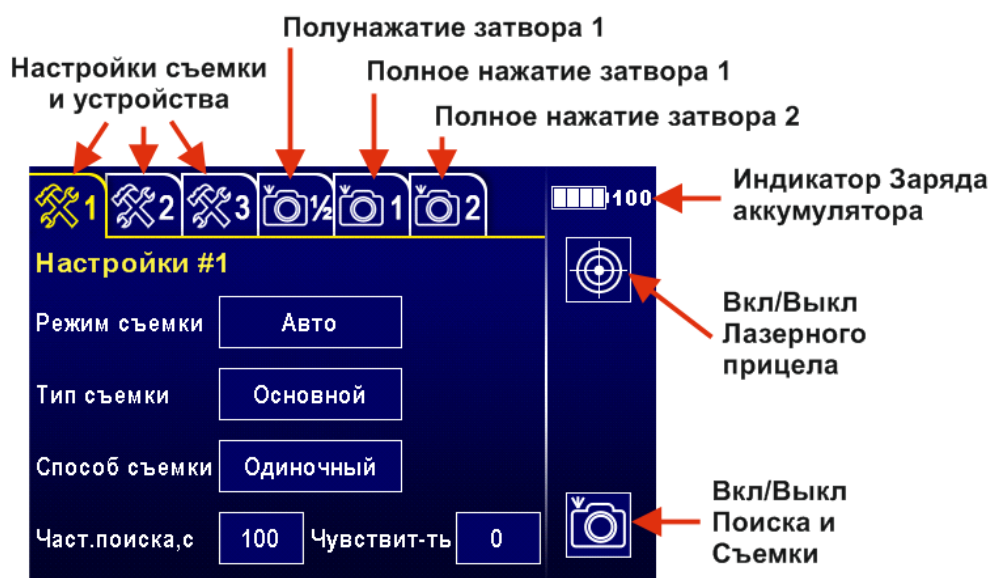 Полунажатие затвора 1
Настройки съемки
и устройства
Полное нажатие затвора 1
Полное нажатие затвора 2
1 2 3 ½ 1 2
100
Индикатор Заряда
аккумулятора
Настройки #1
Режим съемки Авто
Вкл/Выкл
Лазерного
прицела
Тип съемки Основной
Способ съемки Одиночный
Вкл/Выкл
Поиска и
Съемки
Част.поиска,с 100 Чувствит-ть 0